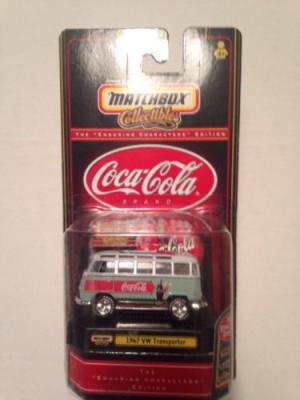 MATCHBOX
Collectibles
THE "ENDURING CHARACTERS" EDITION
Coca-Cola
BRAND
Coca-Cola
1967 VW Transporter
THE
"ENDURING CHARACTERS"
EDITION